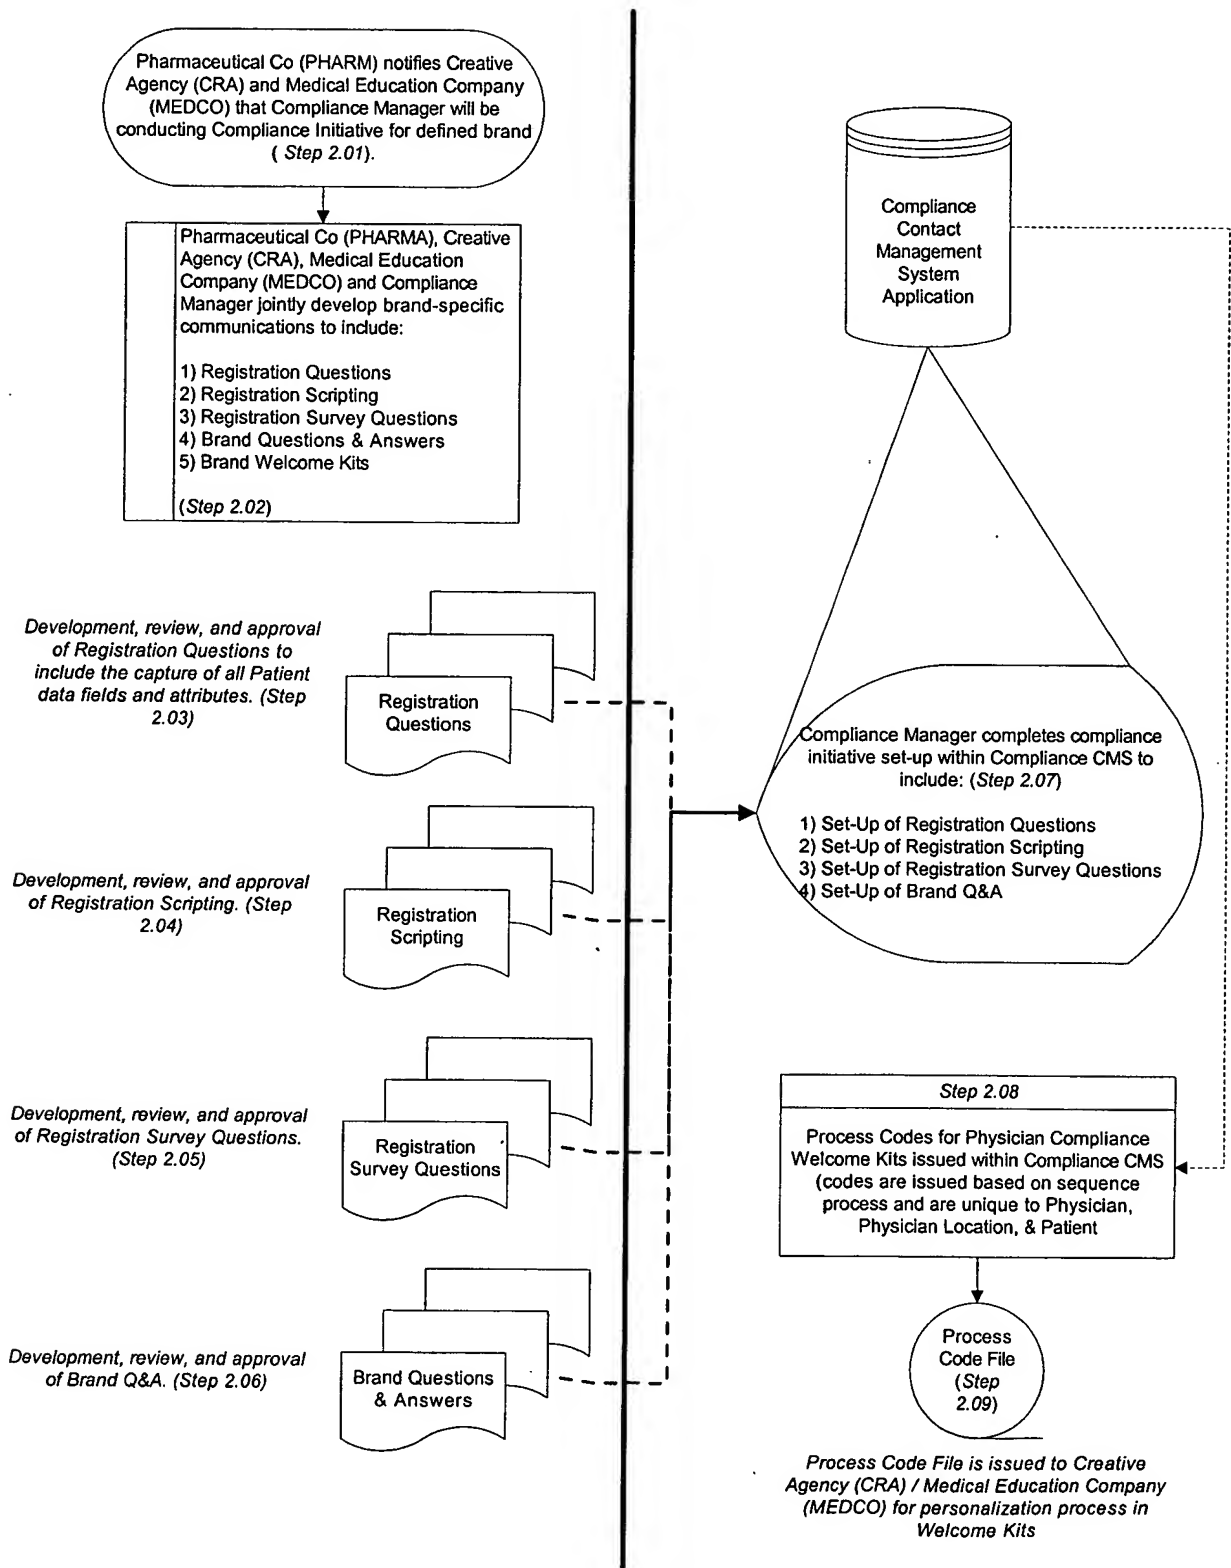 Pharmaceutical Co (PHARM) notifies Creative
Agency (CRA) and Medical Education Company
(MEDCO) that Compliance Manager will be
conducting Compliance Initiative for defined brand
( Step 2.01).
Pharmaceutical Co (PHARMA), Creative
Agency (CRA), Medical Education
Company (MEDCO) and Compliance
Manager jointly develop brand-specific
communications to include:
1) Registration Questions
2) Registration Scripting
3) Registration Survey Questions
4) Brand Questions & Answers
5) Brand Welcome Kits
(Step 2.02)
Development, review, and approval
of Registration Questions to
include the capture of all Patient
data fields and attributes. (Step
2.03)
Registration
Questions
Development, review, and approval
of Registration Scripting. (Step
2.04)
Registration
Scripting
Development, review, and approval
of Registration Survey Questions.
(Step 2.05)
Registration
Survey Questions
Development, review, and approval
of Brand Q&A. (Step 2.06)
Brand Questions
& Answers
Compliance
Contact
Management
System
Application
Compliance Manager completes compliance
initiative set-up within Compliance CMS to
include: (Step 2.07)
1) Set-Up of Registration Questions
2) Set-Up of Registration Scripting
3) Set-Up of Registration Survey Questions
4) Set-Up of Brand Q&A
Step 2.08
Process Codes for Physician Compliance
Welcome Kits issued within Compliance CMS
(codes are issued based on sequence
process and are unique to Physician,
Physician Location, & Patient
Process
Code File
(Step
2.09)
Process Code File is issued to Creative
Agency (CRA) / Medical Education Company
(MEDCO) for personalization process in
Welcome Kits